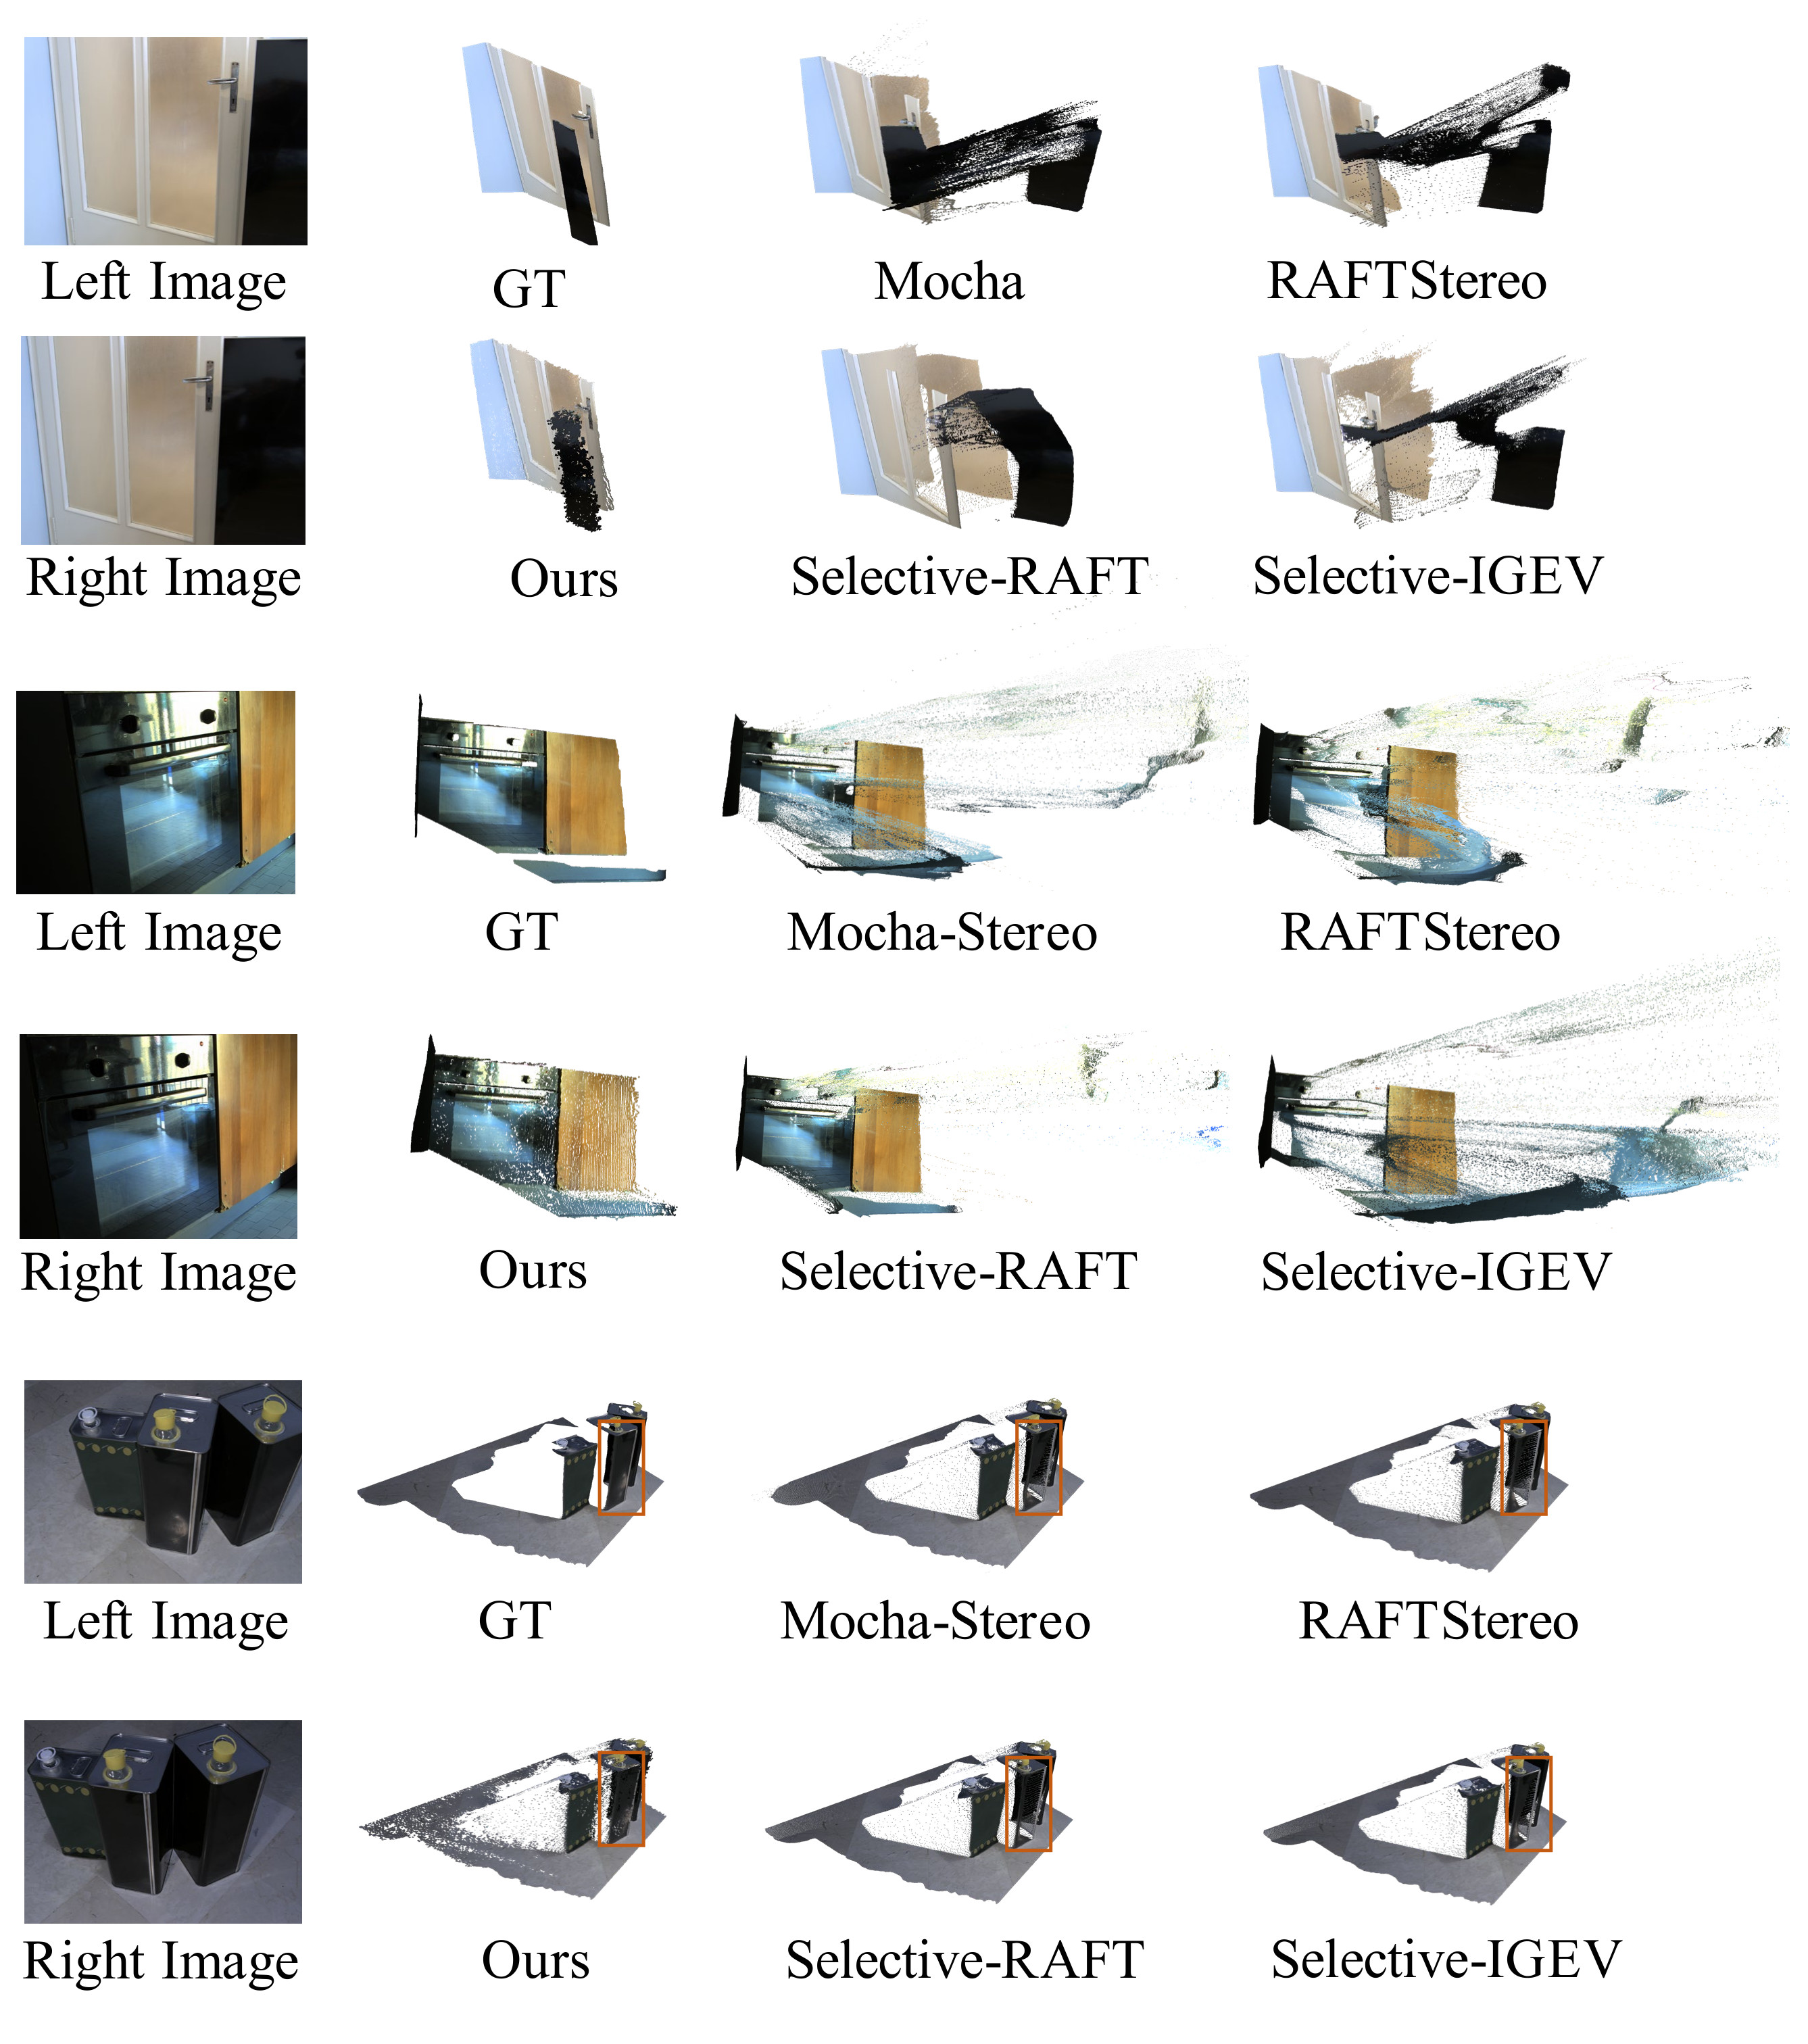 Left Image
GT
Mocha
RAFTStereo
Right Image
Ours
Selective-RAFT
Selective-IGEV
Left Image
GT
Mocha-Stereo
RAFTStereo
Right Image
Ours
Selective-RAFT
Selective-IGEV
Left Image
GT
Mocha-Stereo
RAFTStereo
Right Image
Ours
Selective-RAFT
Selective-IGEV